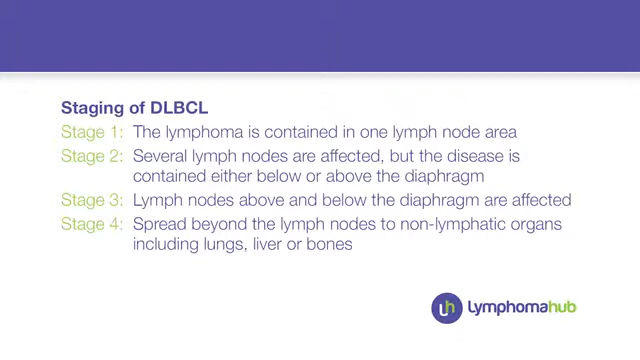 Staging of DLBCL
Stage 1: The lymphoma is contained in one lymph node area
Stage 2: Several lymph nodes are affected, but the disease is
contained either below or above the diaphragm
Stage 3: Lymph nodes above and below the diaphragm are affected
Stage 4: Spread beyond the lymph nodes to non-lymphatic organs
including lungs, liver or bones
lh Lymphomahub